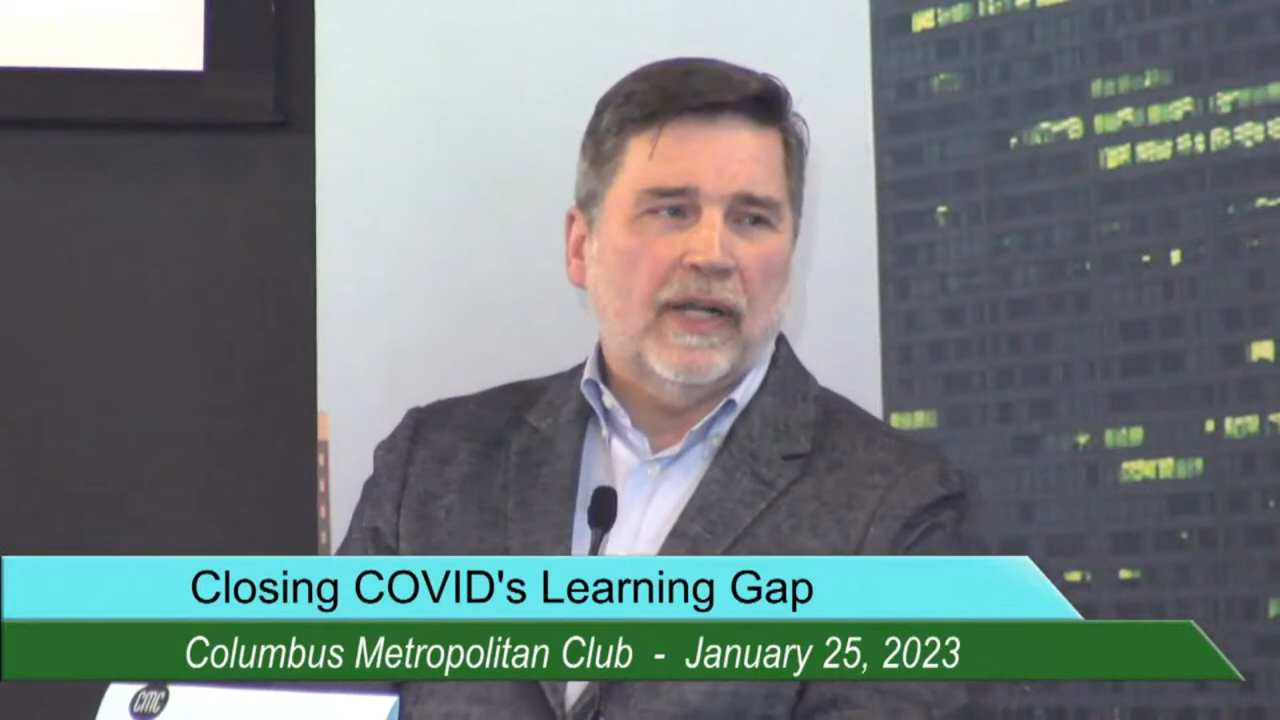 Closing COVID's Learning Gap
Columbus Metropolitan Club - January 25, 2023
CMC